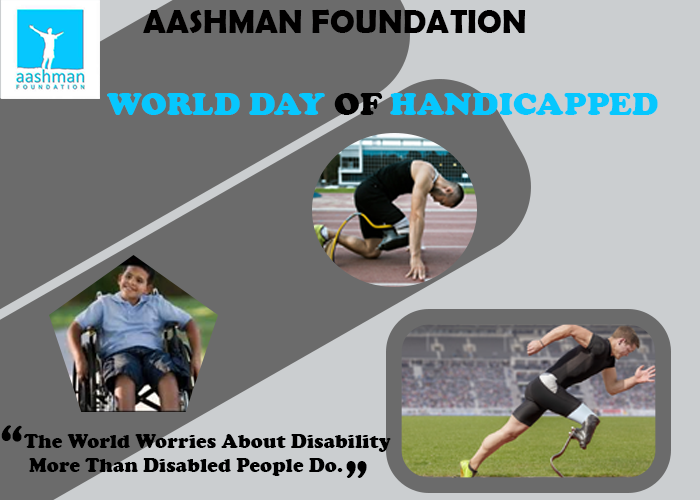 AASHMAN FOUNDATION
aashman
FOUNDATION
WORLD DAY OF HANDICAPPED
“The World Worries About Disability
More Than Disabled People Do.”